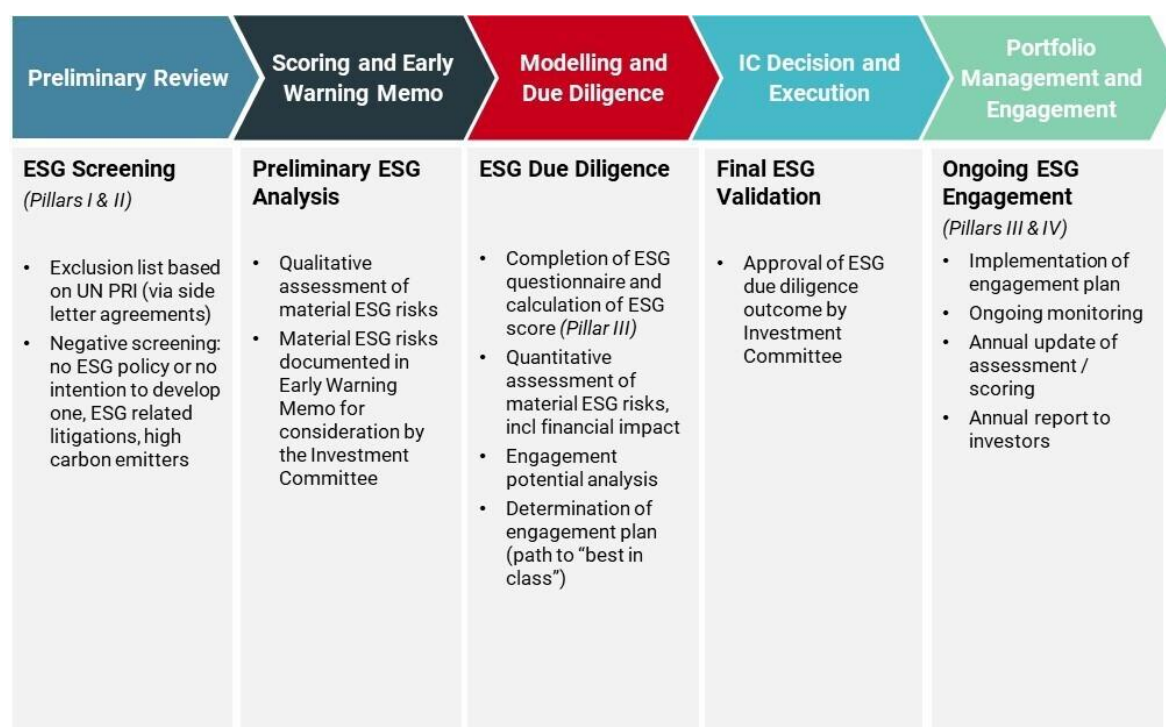 Preliminary Review
Scoring and Early
Warning Memo
Modelling and
Due Diligence
IC Decision and
Execution
Portfolio
Management and
Engagement
ESG Screening
(Pillars I & II)
• Exclusion list based
on UN PRI (via side
letter agreements)
• Negative screening:
no ESG policy or no
intention to develop
one, ESG related
litigations, high
carbon emitters
Preliminary ESG
Analysis
• Qualitative
assessment of
material ESG risks
• Material ESG risks
documented in
Early Warning
Memo for
consideration by
the Investment
Committee
ESG Due Diligence
• Completion of ESG
questionnaire and
calculation of ESG
score (Pillar III)
• Quantitative
assessment of
material ESG risks,
incl financial impact
• Engagement
potential analysis
• Determination of
engagement plan
(path to “best in
class”)
Final ESG
Validation
• Approval of ESG
due diligence
outcome by
Investment
Committee
Ongoing ESG
Engagement
(Pillars III & IV)
• Implementation of
engagement plan
• Ongoing monitoring
• Annual update of
assessment /
scoring
• Annual report to
investors